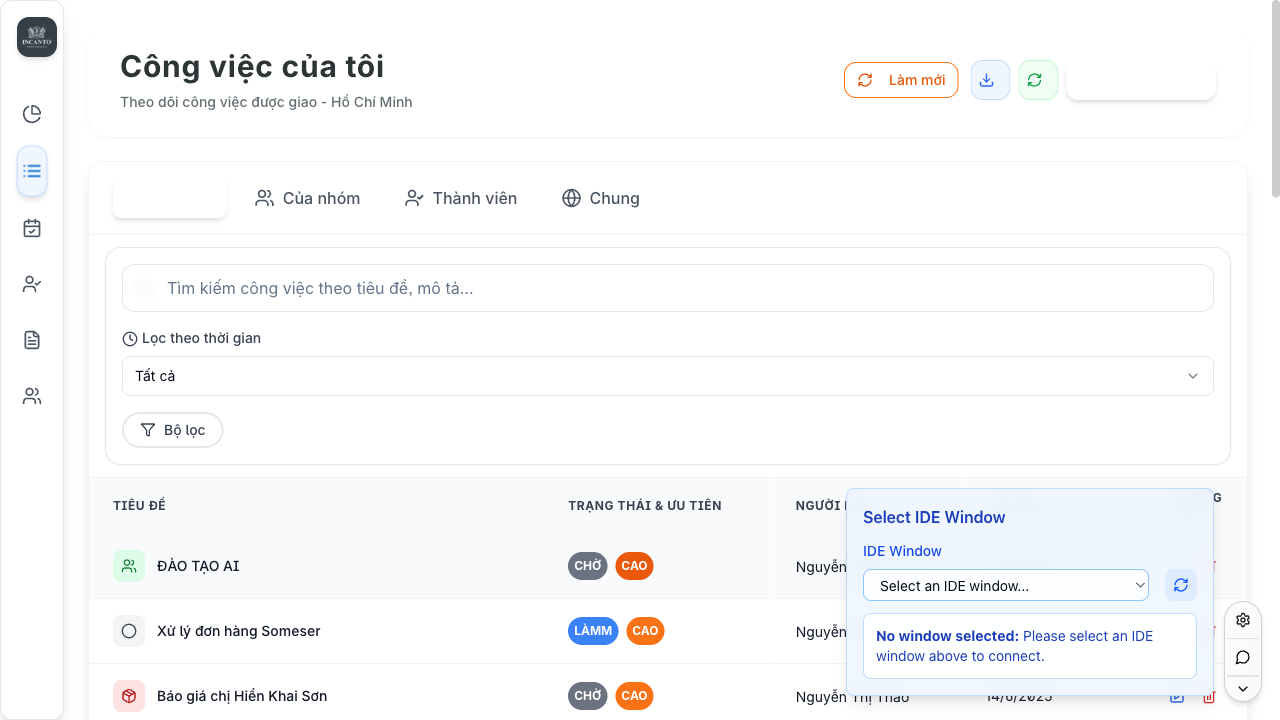 INCANTO
Công việc của tôi
Theo dõi công việc được giao - Hồ Chí Minh
Làm mới
Của nhóm
Thành viên
Chung
Tìm kiếm công việc theo tiêu đề, mô tả...
Lọc theo thời gian
Tất cả
Bộ lọc
TIÊU ĐỀ
TRẠNG THÁI & ƯU TIÊN
NGƯỜI
G
ĐÀO TẠO AI
CHỜ
CAO
Nguyễn
Xử lý đơn hàng Someser
LÀMM
CAO
Nguyễn
Báo giá chị Hiền Khai Sơn
CHỜ
CAO
Nguyễn Thị Thảo
14/6/2025
Select IDE Window
IDE Window
Select an IDE window...
No window selected: Please select an IDE
window above to connect.